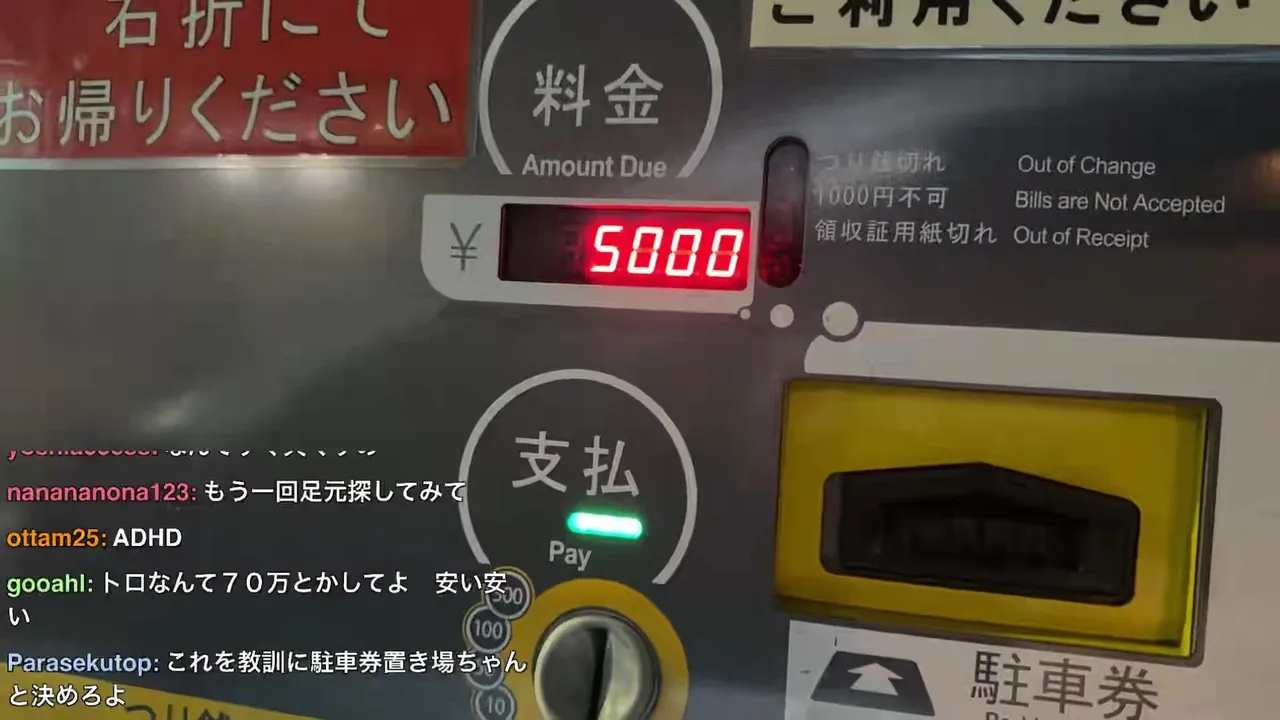 右折にて
お帰りください
ご利用ください
料金
Amount Due
¥
5000
つり銭切れ Out of Change
1000円不可 Bills are Not Accepted
領収証用紙切れ Out of Receipt
支払
Pay
500
100
10
駐車券
つり銭
nanananona123: もう一回足元探してみて
ottam25: ADHD
gooahl: トロなんて７０万とかしてよ　安い安
い
Parasekutop: これを教訓に駐車券置き場ちゃん
と決めろよ